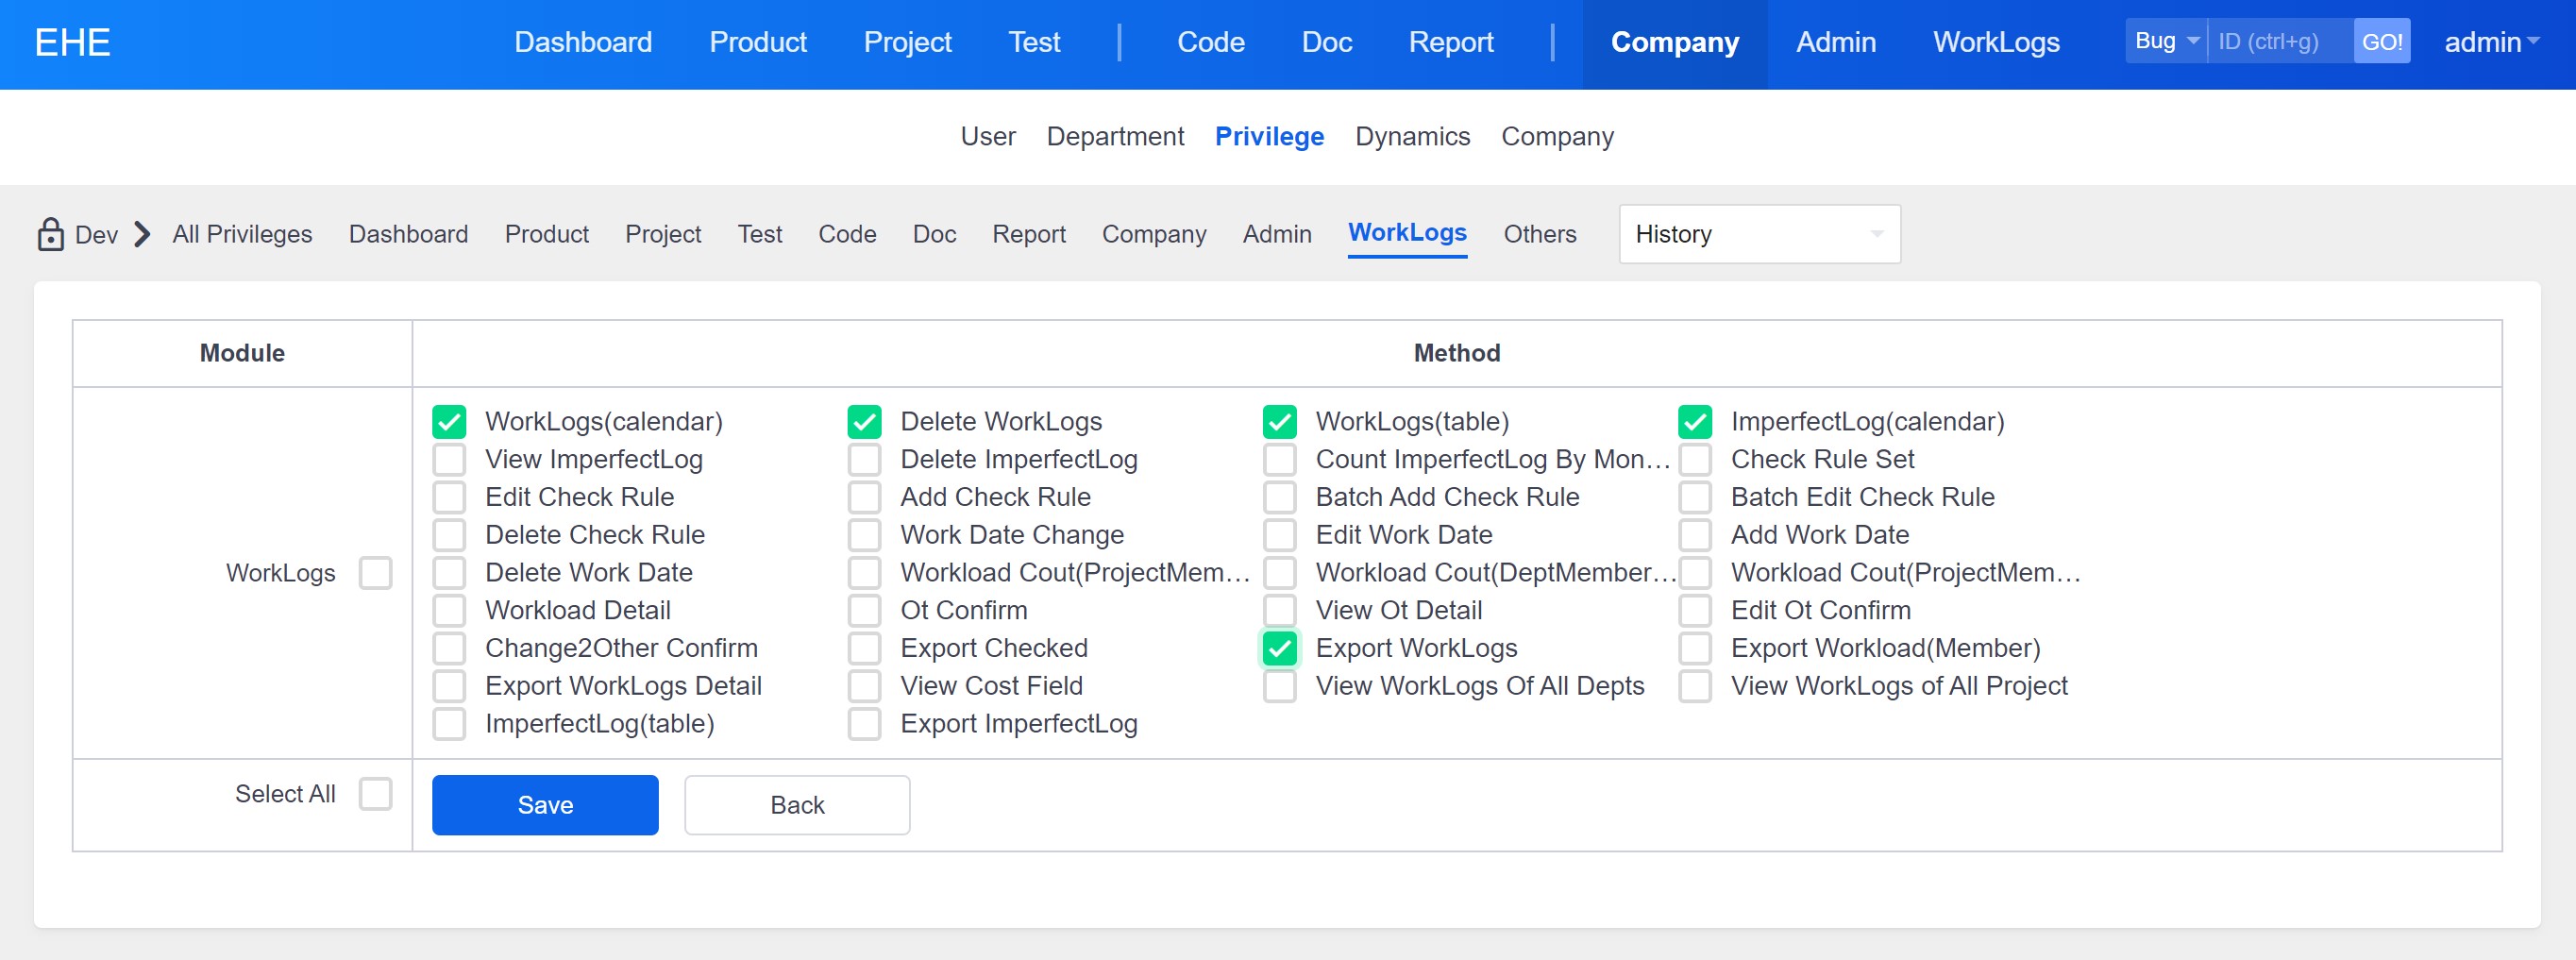 EHE Dashboard Product Project Test | Code Doc Report | Company Admin WorkLogs Bug ID (ctrl+g) GO! admin
User Department Privilege Dynamics Company
Dev All Privileges Dashboard Product Project Test Code Doc Report Company Admin WorkLogs Others History
Module Method
WorkLogs(calendar) Delete WorkLogs WorkLogs(table) ImperfectLog(calendar)
View ImperfectLog Delete ImperfectLog Count ImperfectLog By Mon... Check Rule Set
Edit Check Rule Add Check Rule Batch Add Check Rule Batch Edit Check Rule
Delete Check Rule Work Date Change Edit Work Date Add Work Date
WorkLogs Delete Work Date Workload Cout(ProjectMem... Workload Cout(DeptMember... Workload Cout(ProjectMem...
Workload Detail Ot Confirm View Ot Detail Edit Ot Confirm
Change2Other Confirm Export Checked Export WorkLogs Export Workload(Member)
Export WorkLogs Detail View Cost Field View WorkLogs Of All Depts View WorkLogs of All Project
ImperfectLog(table) Export ImperfectLog
Select All Save Back